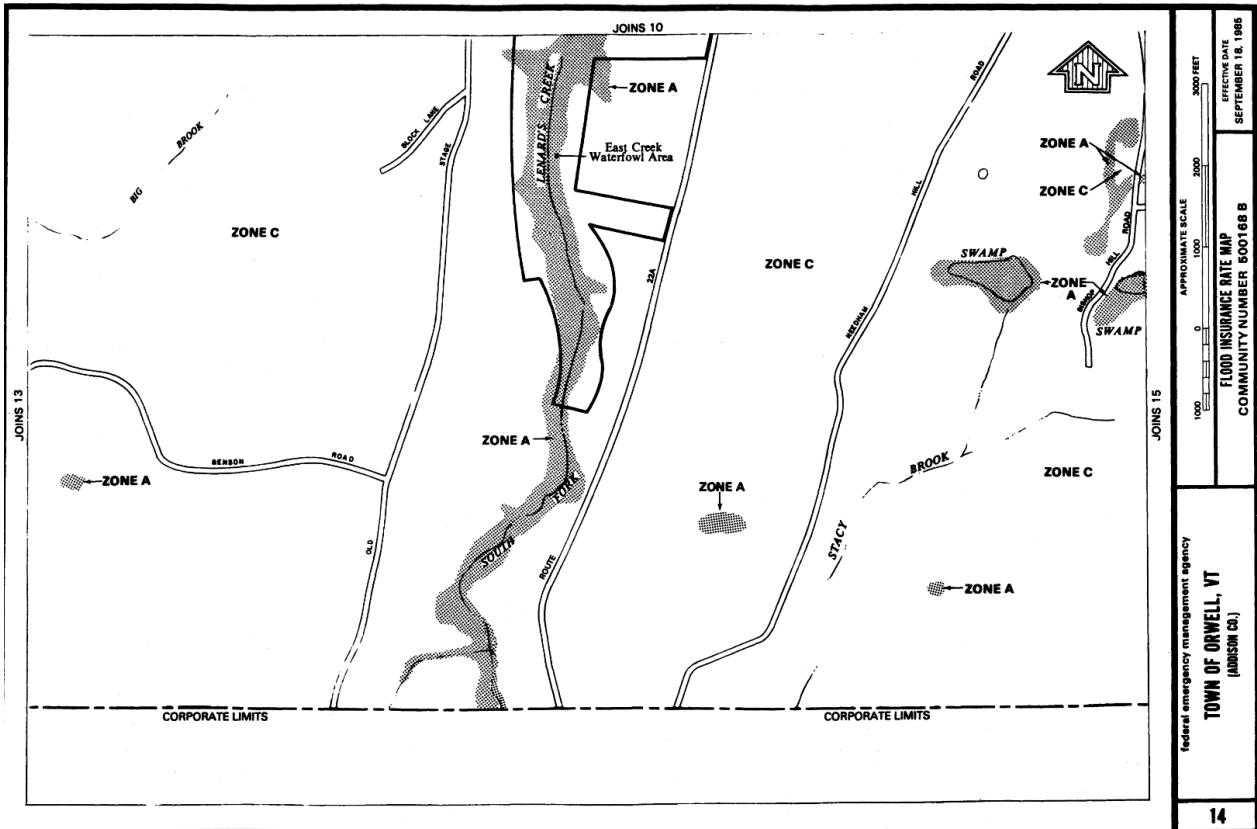 JOINS 10
BIG BROOK
BLOCK LANE
STAGE
LENARD'S CREEK
ZONE A
East Creek
Waterfowl Area
ROAD
N
ZONE A
ZONE C
ZONE C
HILL
22A
ZONE C
SWAMP
ROAD
HILL
BISHOP
ZONE
A
SWAMP
NEEDHAM
JOINS 13
JOINS 15
BENSON ROAD
ZONE A
ZONE A
SOUTH FORK
ZONE A
BROOK
STACY
ZONE C
OLD
ROUTE
ZONE A
CORPORATE LIMITS
CORPORATE LIMITS
APPROXIMATE SCALE
1000 0 1000 2000 3000 FEET
EFFECTIVE DATE
SEPTEMBER 18, 1985
FLOOD INSURANCE RATE MAP
COMMUNITY NUMBER 500168 B
federal emergency management agency
TOWN OF ORWELL, VT
(ADDISON CO.)
14